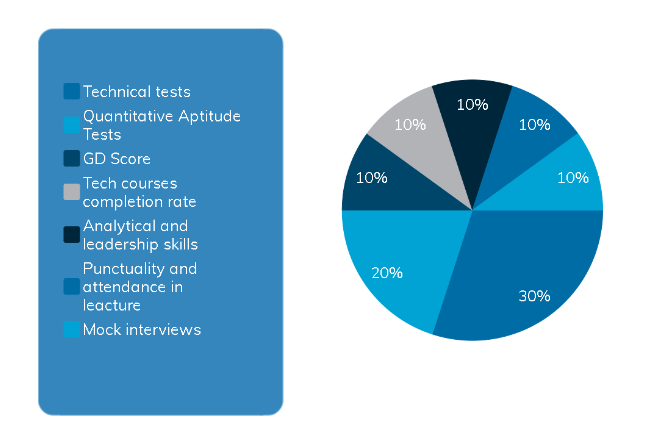 Technical tests
Quantitative Aptitude
Tests
GD Score
Tech courses
completion rate
Analytical and
leadership skills
Punctuality and
attendance in
leacture
Mock interviews
10%
10%
10%
10%
10%
20%
30%